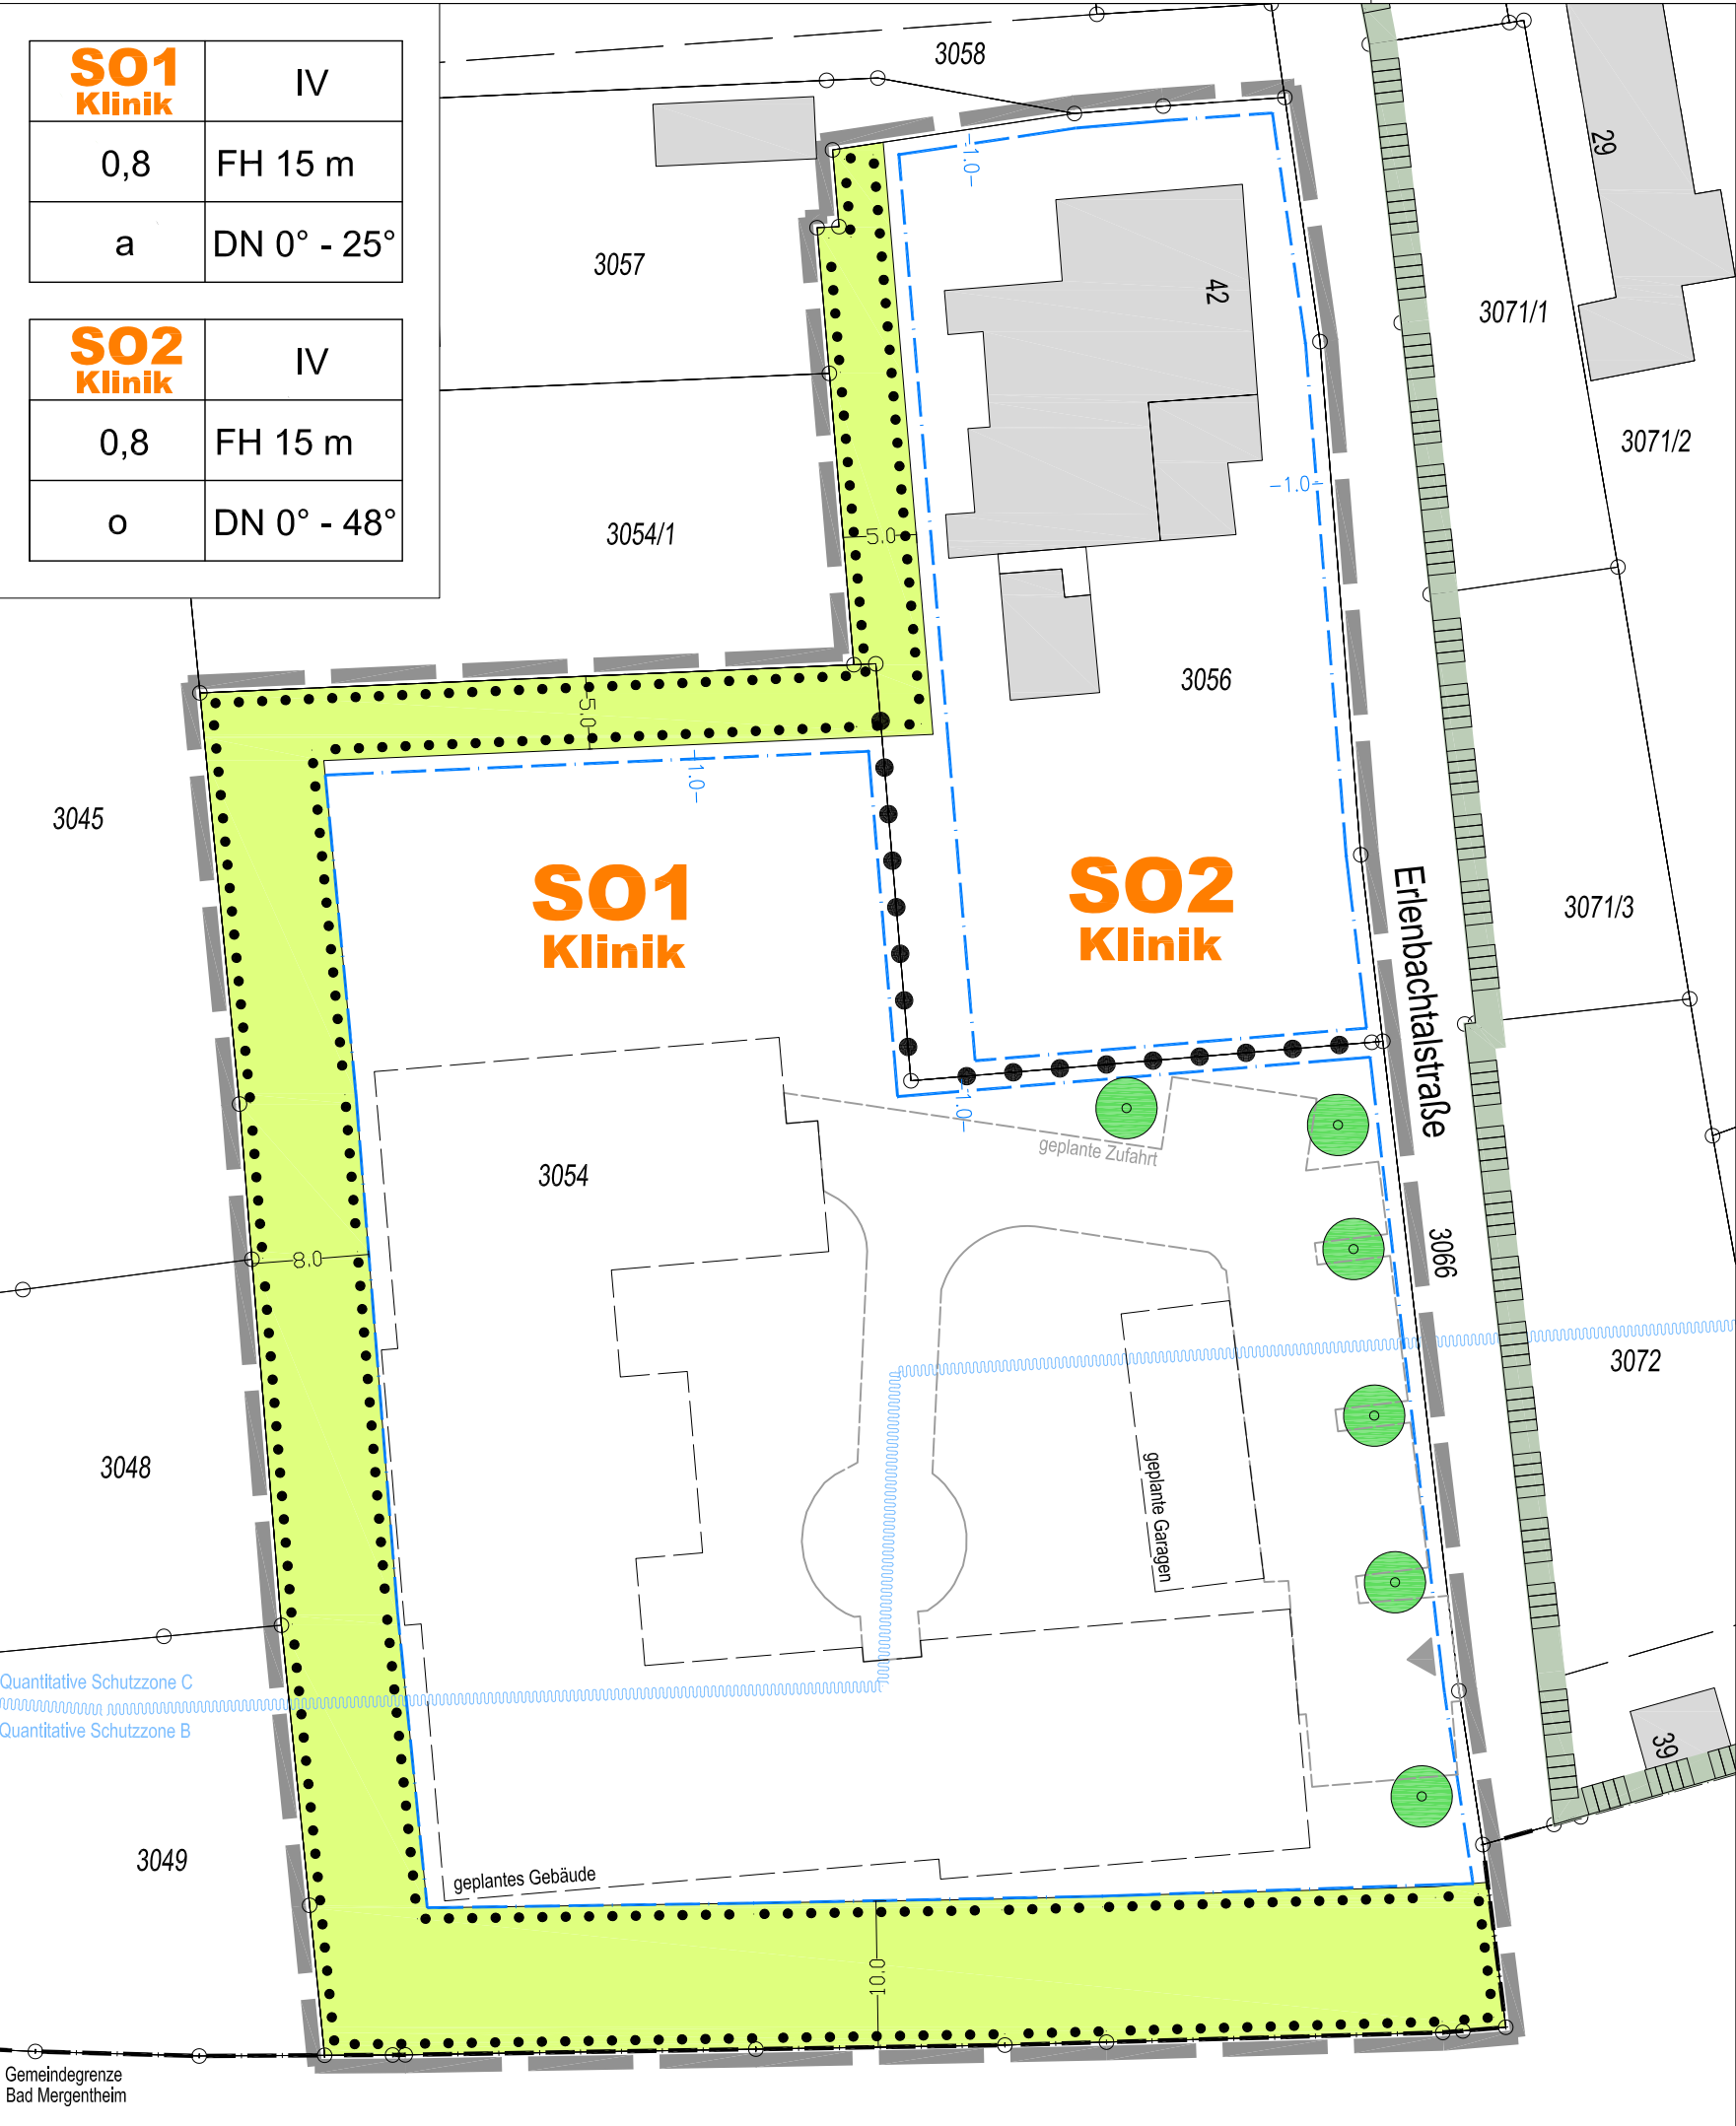 SO1
Klinik
IV
0,8
FH 15 m
a
DN 0° - 25°
SO2
Klinik
IV
0,8
FH 15 m
o
DN 0° - 48°
3058
29
-1.0-
3057
42
3071/1
3071/2
-1.0-
3054/1
-5.0-
3056
-5.0-
-1.0-
3045
SO1
Klinik
SO2
Klinik
Erlenbachtalstraße
3071/3
-1.0-
geplante Zufahrt
3054
3066
-8.0-
3072
3048
geplante Garagen
Quantitative Schutzzone C
Quantitative Schutzzone B
39
3049
geplantes Gebäude
10.0
Gemeindegrenze
Bad Mergentheim